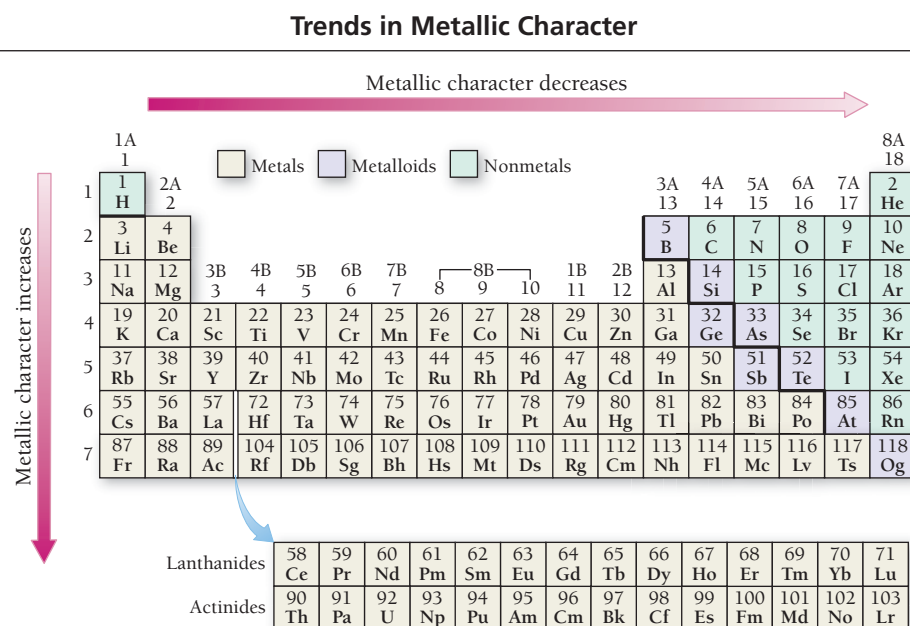 Trends in Metallic Character
Metallic character decreases
Metallic character increases
1A 8A
1 18
Metals Metalloids Nonmetals
2A 3A 4A 5A 6A 7A
2 13 14 15 16 17
1 1 2
H He
2 3 4 5 6 7 8 9 10
Li Be B C N O F Ne
3B 4B 5B 6B 7B 8B 1B 2B
3 4 5 6 7 8 9 10 11 12
3 11 12 13 14 15 16 17 18
Na Mg Al Si P S Cl Ar
4 19 20 21 22 23 24 25 26 27 28 29 30 31 32 33 34 35 36
K Ca Sc Ti V Cr Mn Fe Co Ni Cu Zn Ga Ge As Se Br Kr
5 37 38 39 40 41 42 43 44 45 46 47 48 49 50 51 52 53 54
Rb Sr Y Zr Nb Mo Tc Ru Rh Pd Ag Cd In Sn Sb Te I Xe
6 55 56 57 72 73 74 75 76 77 78 79 80 81 82 83 84 85 86
Cs Ba La Hf Ta W Re Os Ir Pt Au Hg Tl Pb Bi Po At Rn
7 87 88 89 104 105 106 107 108 109 110 111 112 113 114 115 116 117 118
Fr Ra Ac Rf Db Sg Bh Hs Mt Ds Rg Cm Nh Fl Mc Lv Ts Og
Lanthanides 58 59 60 61 62 63 64 65 66 67 68 69 70 71
Ce Pr Nd Pm Sm Eu Gd Tb Dy Ho Er Tm Yb Lu
Actinides 90 91 92 93 94 95 96 97 98 99 100 101 102 103
Th Pa U Np Pu Am Cm Bk Cf Es Fm Md No Lr